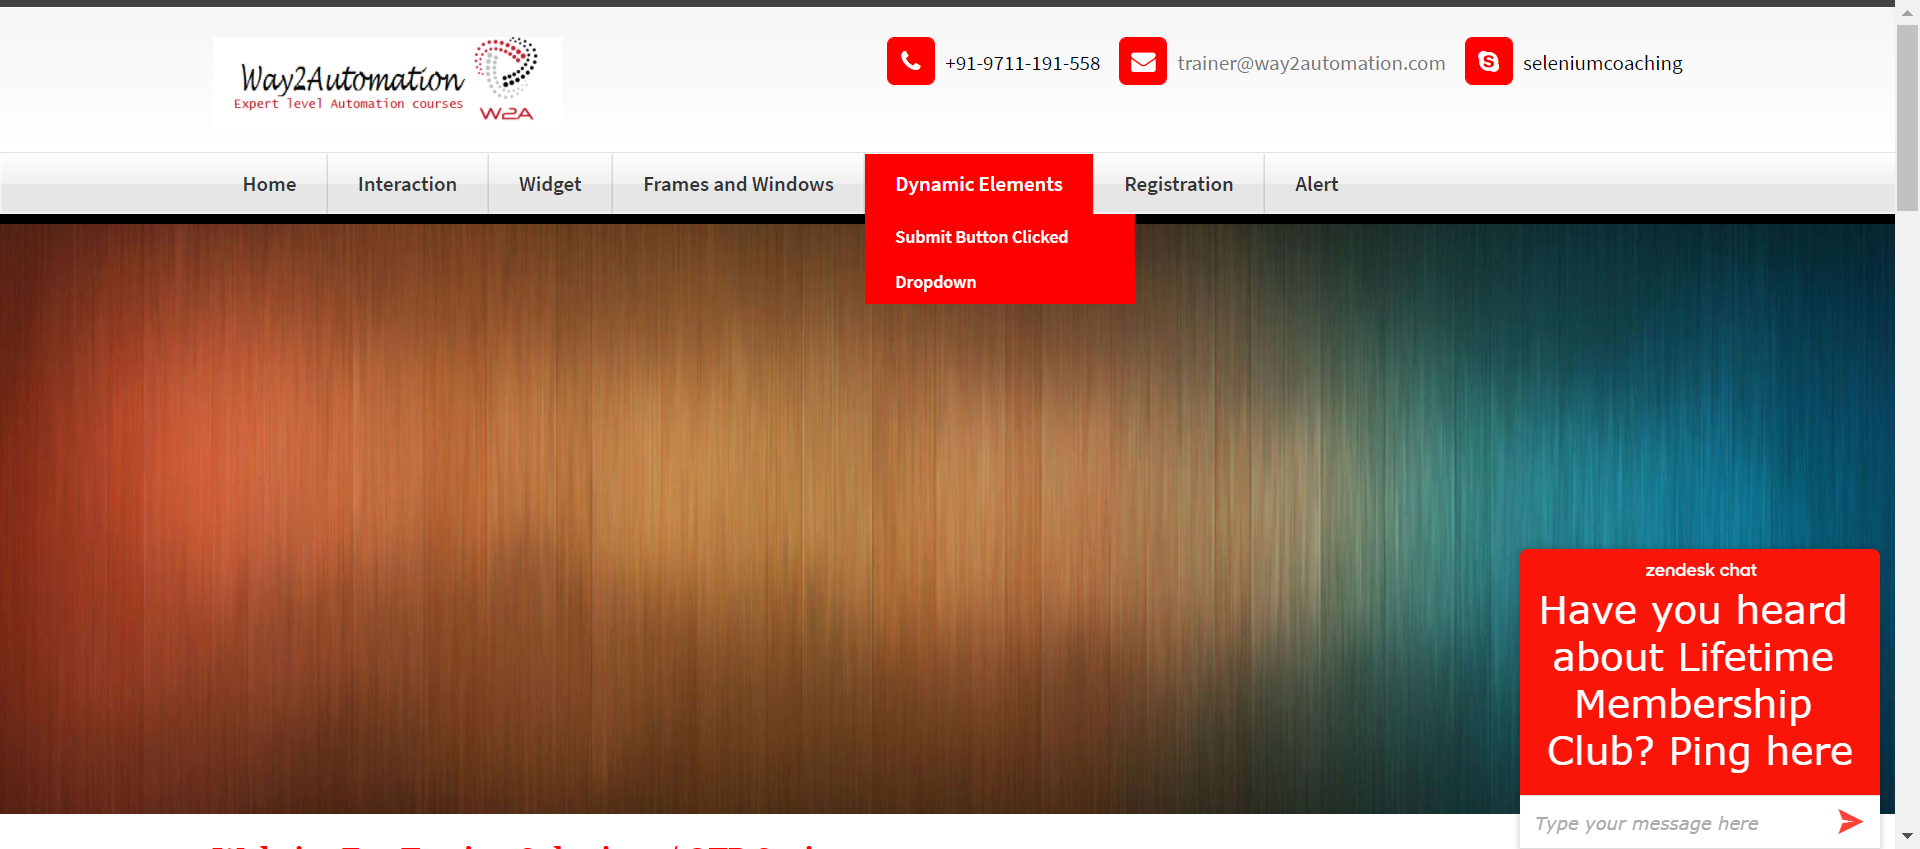 Way2Automation
Expert level Automation courses
W2A
+91-9711-191-558
trainer@way2automation.com
seleniumcoaching
Home
Interaction
Widget
Frames and Windows
Dynamic Elements
Registration
Alert
Submit Button Clicked
Dropdown
zendesk chat
Have you heard
about Lifetime
Membership
Club? Ping here
Type your message here